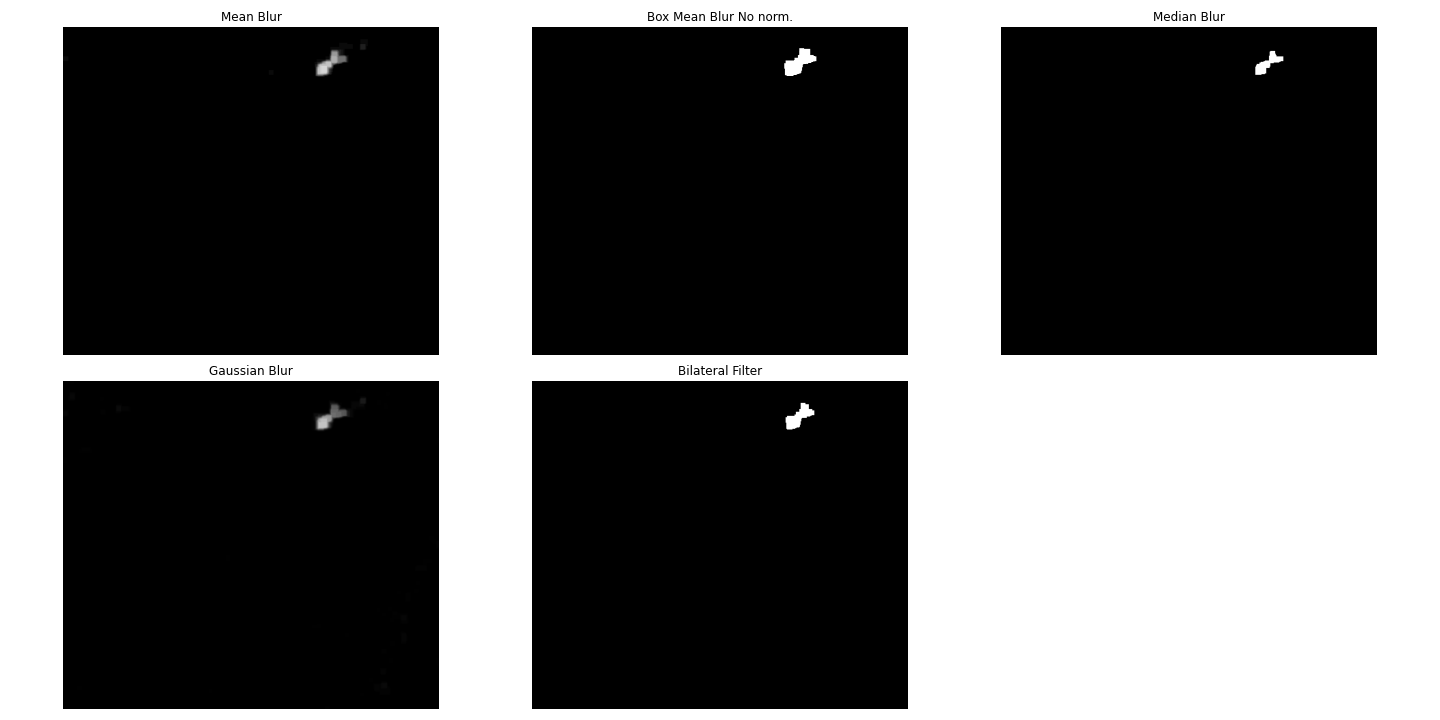 Mean Blur
Box Mean Blur No norm.
Median Blur
Gaussian Blur
Bilateral Filter